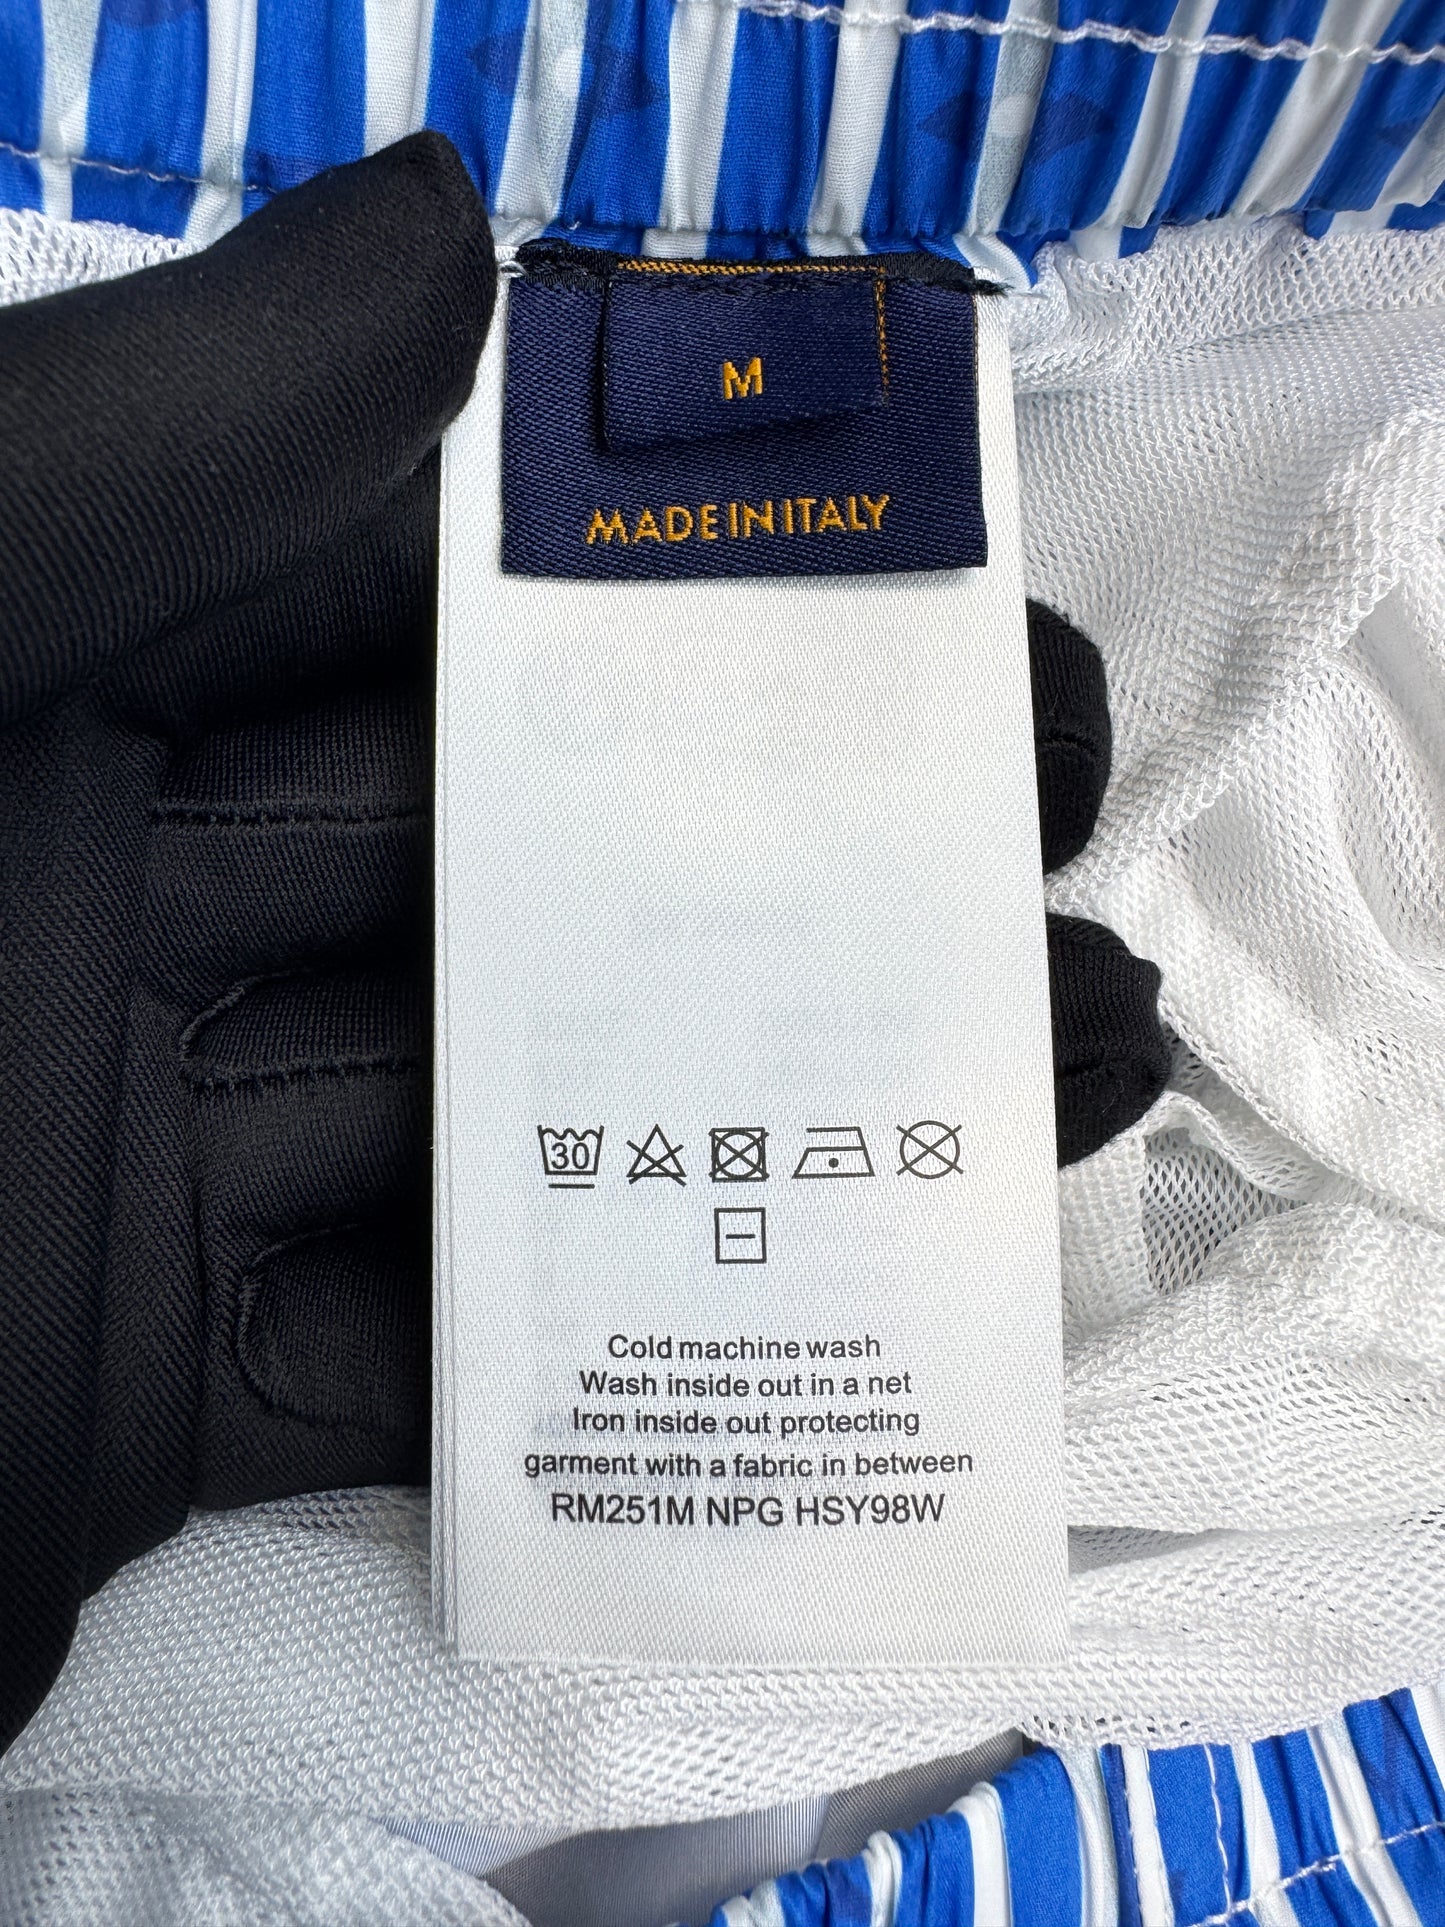 M
MADE IN ITALY
30
Cold machine wash
Wash inside out in a net
Iron inside out protecting
garment with a fabric in between
RM251M NPG HSY98W